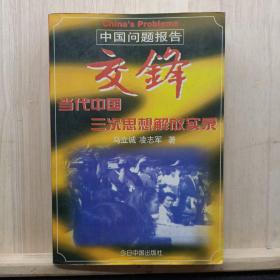 China's Problems
中国问题报告
交鋒
当代中国
三次思想解放实录
马立诚 凌志军 著
今日中国出版社